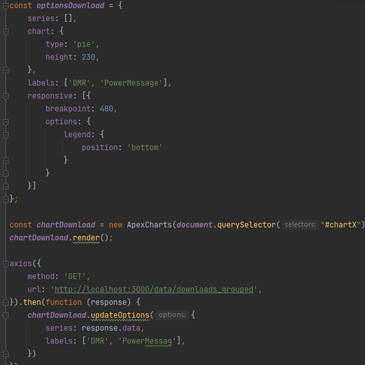 const optionsDownload = {
series: [],
chart: {
type: 'pie',
height: 230,
},
labels: ['DMR', 'PowerMessage'],
responsive: [{
breakpoint: 480,
options: {
legend: {
position: 'bottom'
}
}
}]
};
const chartDownload = new ApexCharts(document.querySelector( selectors: "#chartX")
chartDownload.render();
axios({
method: 'GET',
url: 'http://localhost:3000/data/downloads_grouped',
}).then(function (response) {
chartDownload.updateOptions( options: {
series: response.data,
labels: ['DMR', 'PowerMessag'],
})